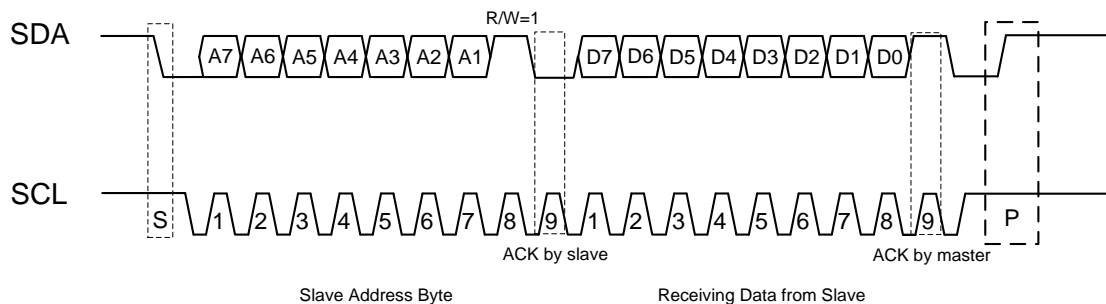 R/W=1
SDA A7 A6 A5 A4 A3 A2 A1 D7 D6 D5 D4 D3 D2 D1 D0
SCL S 1 2 3 4 5 6 7 8 9 1 2 3 4 5 6 7 8 9 P
ACK by slave ACK by master
Slave Address Byte Receiving Data from Slave